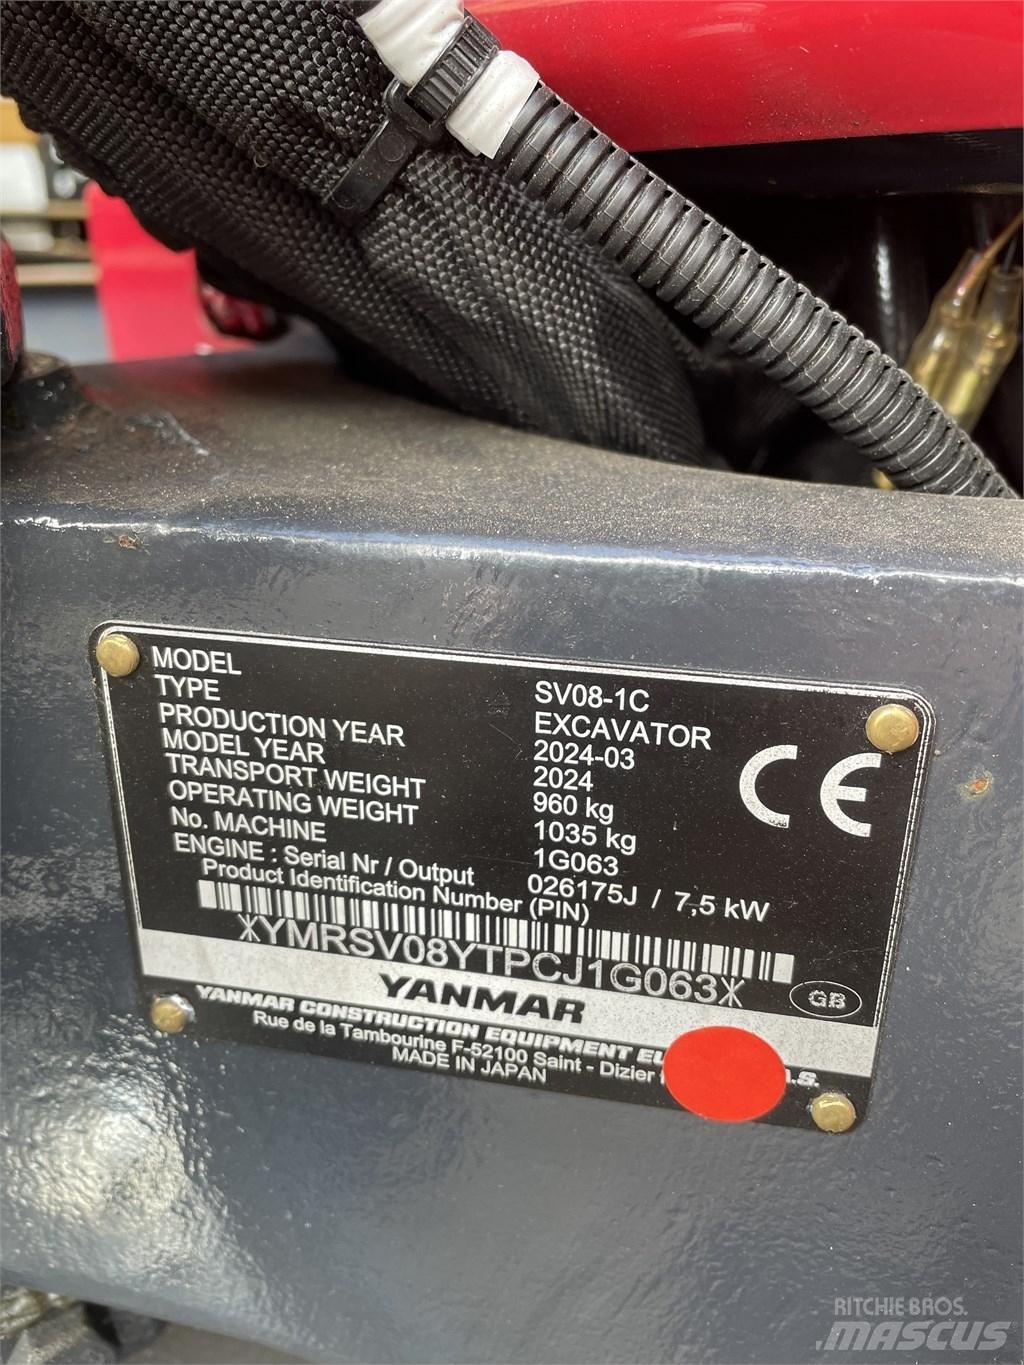 MODEL SV08-1C
TYPE EXCAVATOR
PRODUCTION YEAR 2024-03
MODEL YEAR 2024
TRANSPORT WEIGHT 960 kg
OPERATING WEIGHT 1035 kg
No. MACHINE 1G063
ENGINE : Serial Nr / Output 026175J / 7,5 kW
Product Identification Number (PIN)
*YMRSV08YTPCJ1G063*
CE
YANMAR
GB
YANMAR CONSTRUCTION EQUIPMENT
Rue de la Tambourine F-52100 Saint - Dizier
MADE IN JAPAN
RITCHIE BROS.
MASCUS